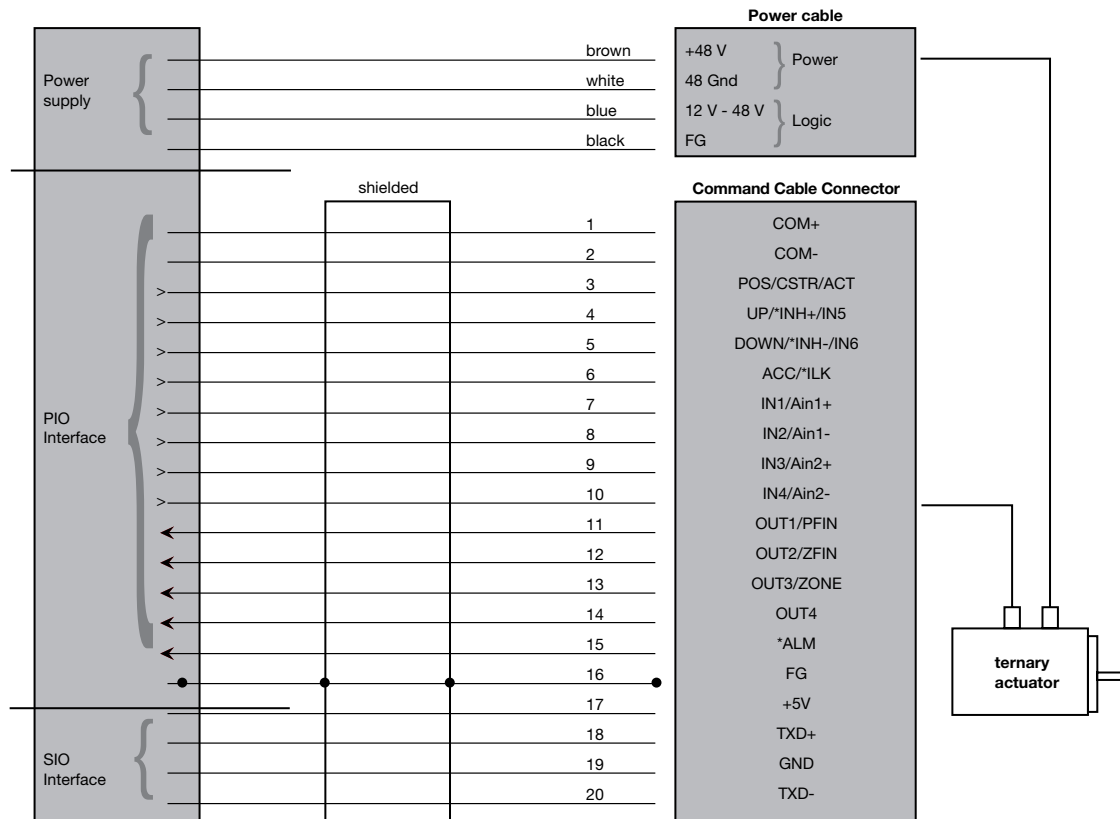 Power cable
Power supply
brown +48 V
Power
white 48 Gnd
blue 12 V - 48 V
Logic
black FG
shielded
Command Cable Connector
1 COM+
2 COM-
> 3 POS/CSTR/ACT
> 4 UP/*INH+/IN5
> 5 DOWN/*INH-/IN6
> 6 ACC/*ILK
PIO Interface
> 7 IN1/Ain1+
> 8 IN2/Ain1-
> 9 IN3/Ain2+
> 10 IN4/Ain2-
11 OUT1/PFIN
12 OUT2/ZFIN
13 OUT3/ZONE
14 OUT4
15 *ALM
16 FG
17 +5V
SIO Interface
18 TXD+
19 GND
20 TXD-
ternary
actuator